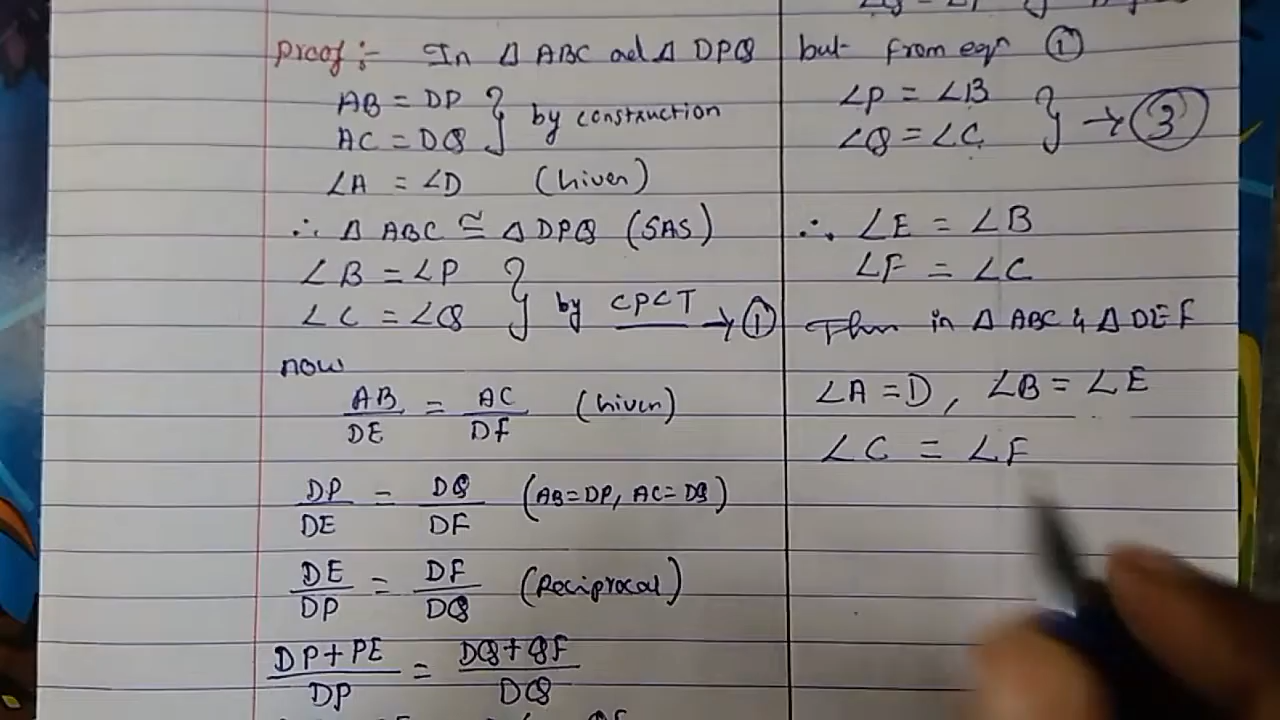 Proof :- In Δ ABC ad Δ DPQ
AB = DP } by construction
AC = DQ
∠A = ∠D (Given)
∴ Δ ABC ≅ Δ DPQ (SAS)
∠B = ∠P }
∠C = ∠Q } by CPCT → ①
now
AB/DE = AC/DF (Given)
DP/DE = DQ/DF (AB=DP, AC=DQ)
DE/DP = DF/DQ (Reciprocal)
DP+PE/DP = DQ+QF/DQ
but from eqn ①
∠P = ∠B } → ③
∠Q = ∠C
∴ ∠E = ∠B
∠F = ∠C
Then in Δ ABC & Δ DEF
∠A = D, ∠B = ∠E
∠C = ∠F